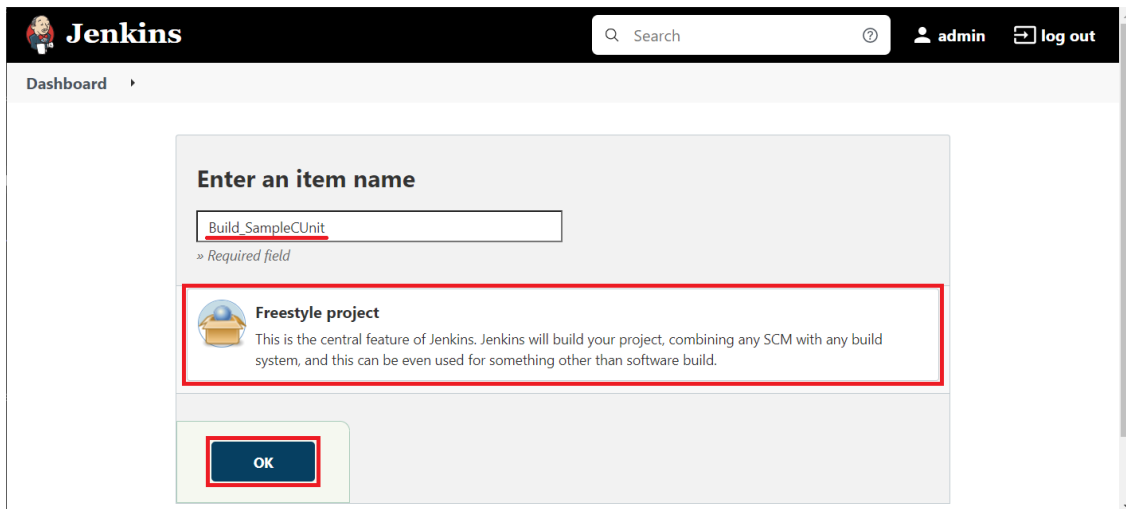 Jenkins
Search
admin
log out
Dashboard
Enter an item name
Build_SampleCUnit
» Required field
Freestyle project
This is the central feature of Jenkins. Jenkins will build your project, combining any SCM with any build
system, and this can be even used for something other than software build.
OK